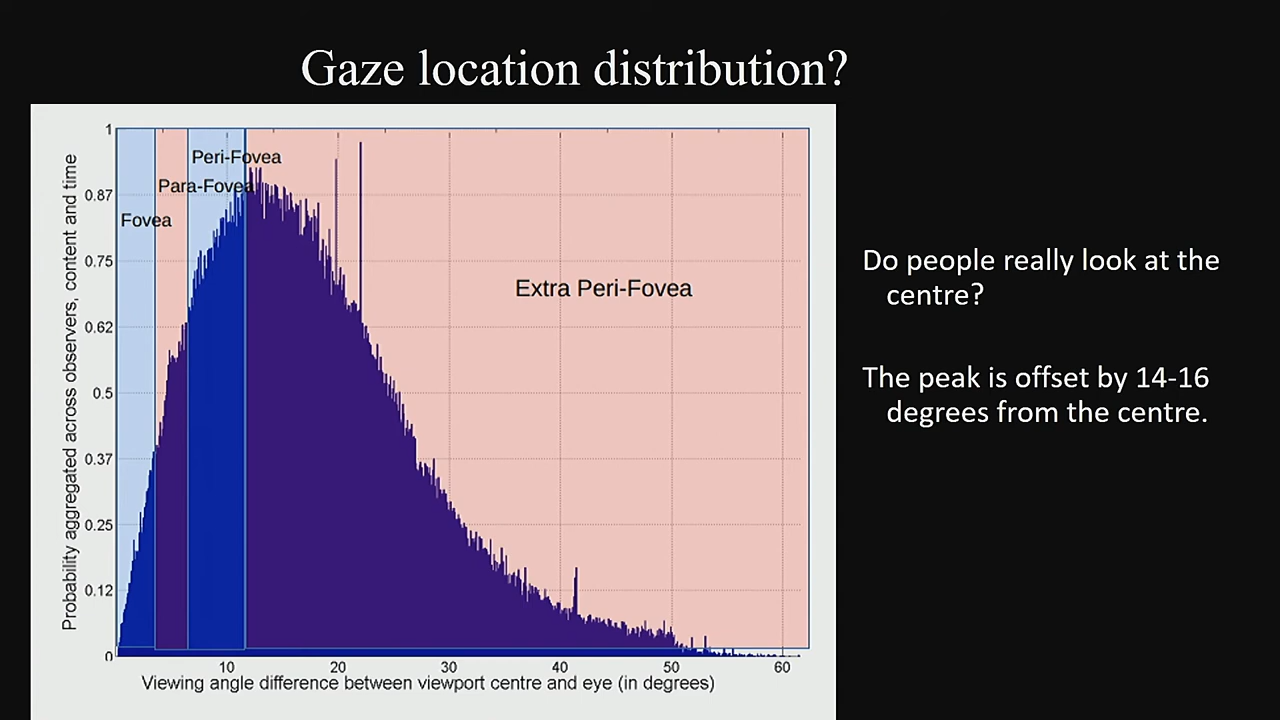 Gaze location distribution?
Probability aggregated across observers, content and time
1
0.87
0.75
0.62
0.5
0.37
0.25
0.12
0
Peri-Fovea
Para-Fovea
Fovea
Extra Peri-Fovea
10 20 30 40 50 60
Viewing angle difference between viewport centre and eye (in degrees)
Do people really look at the
centre?
The peak is offset by 14-16
degrees from the centre.